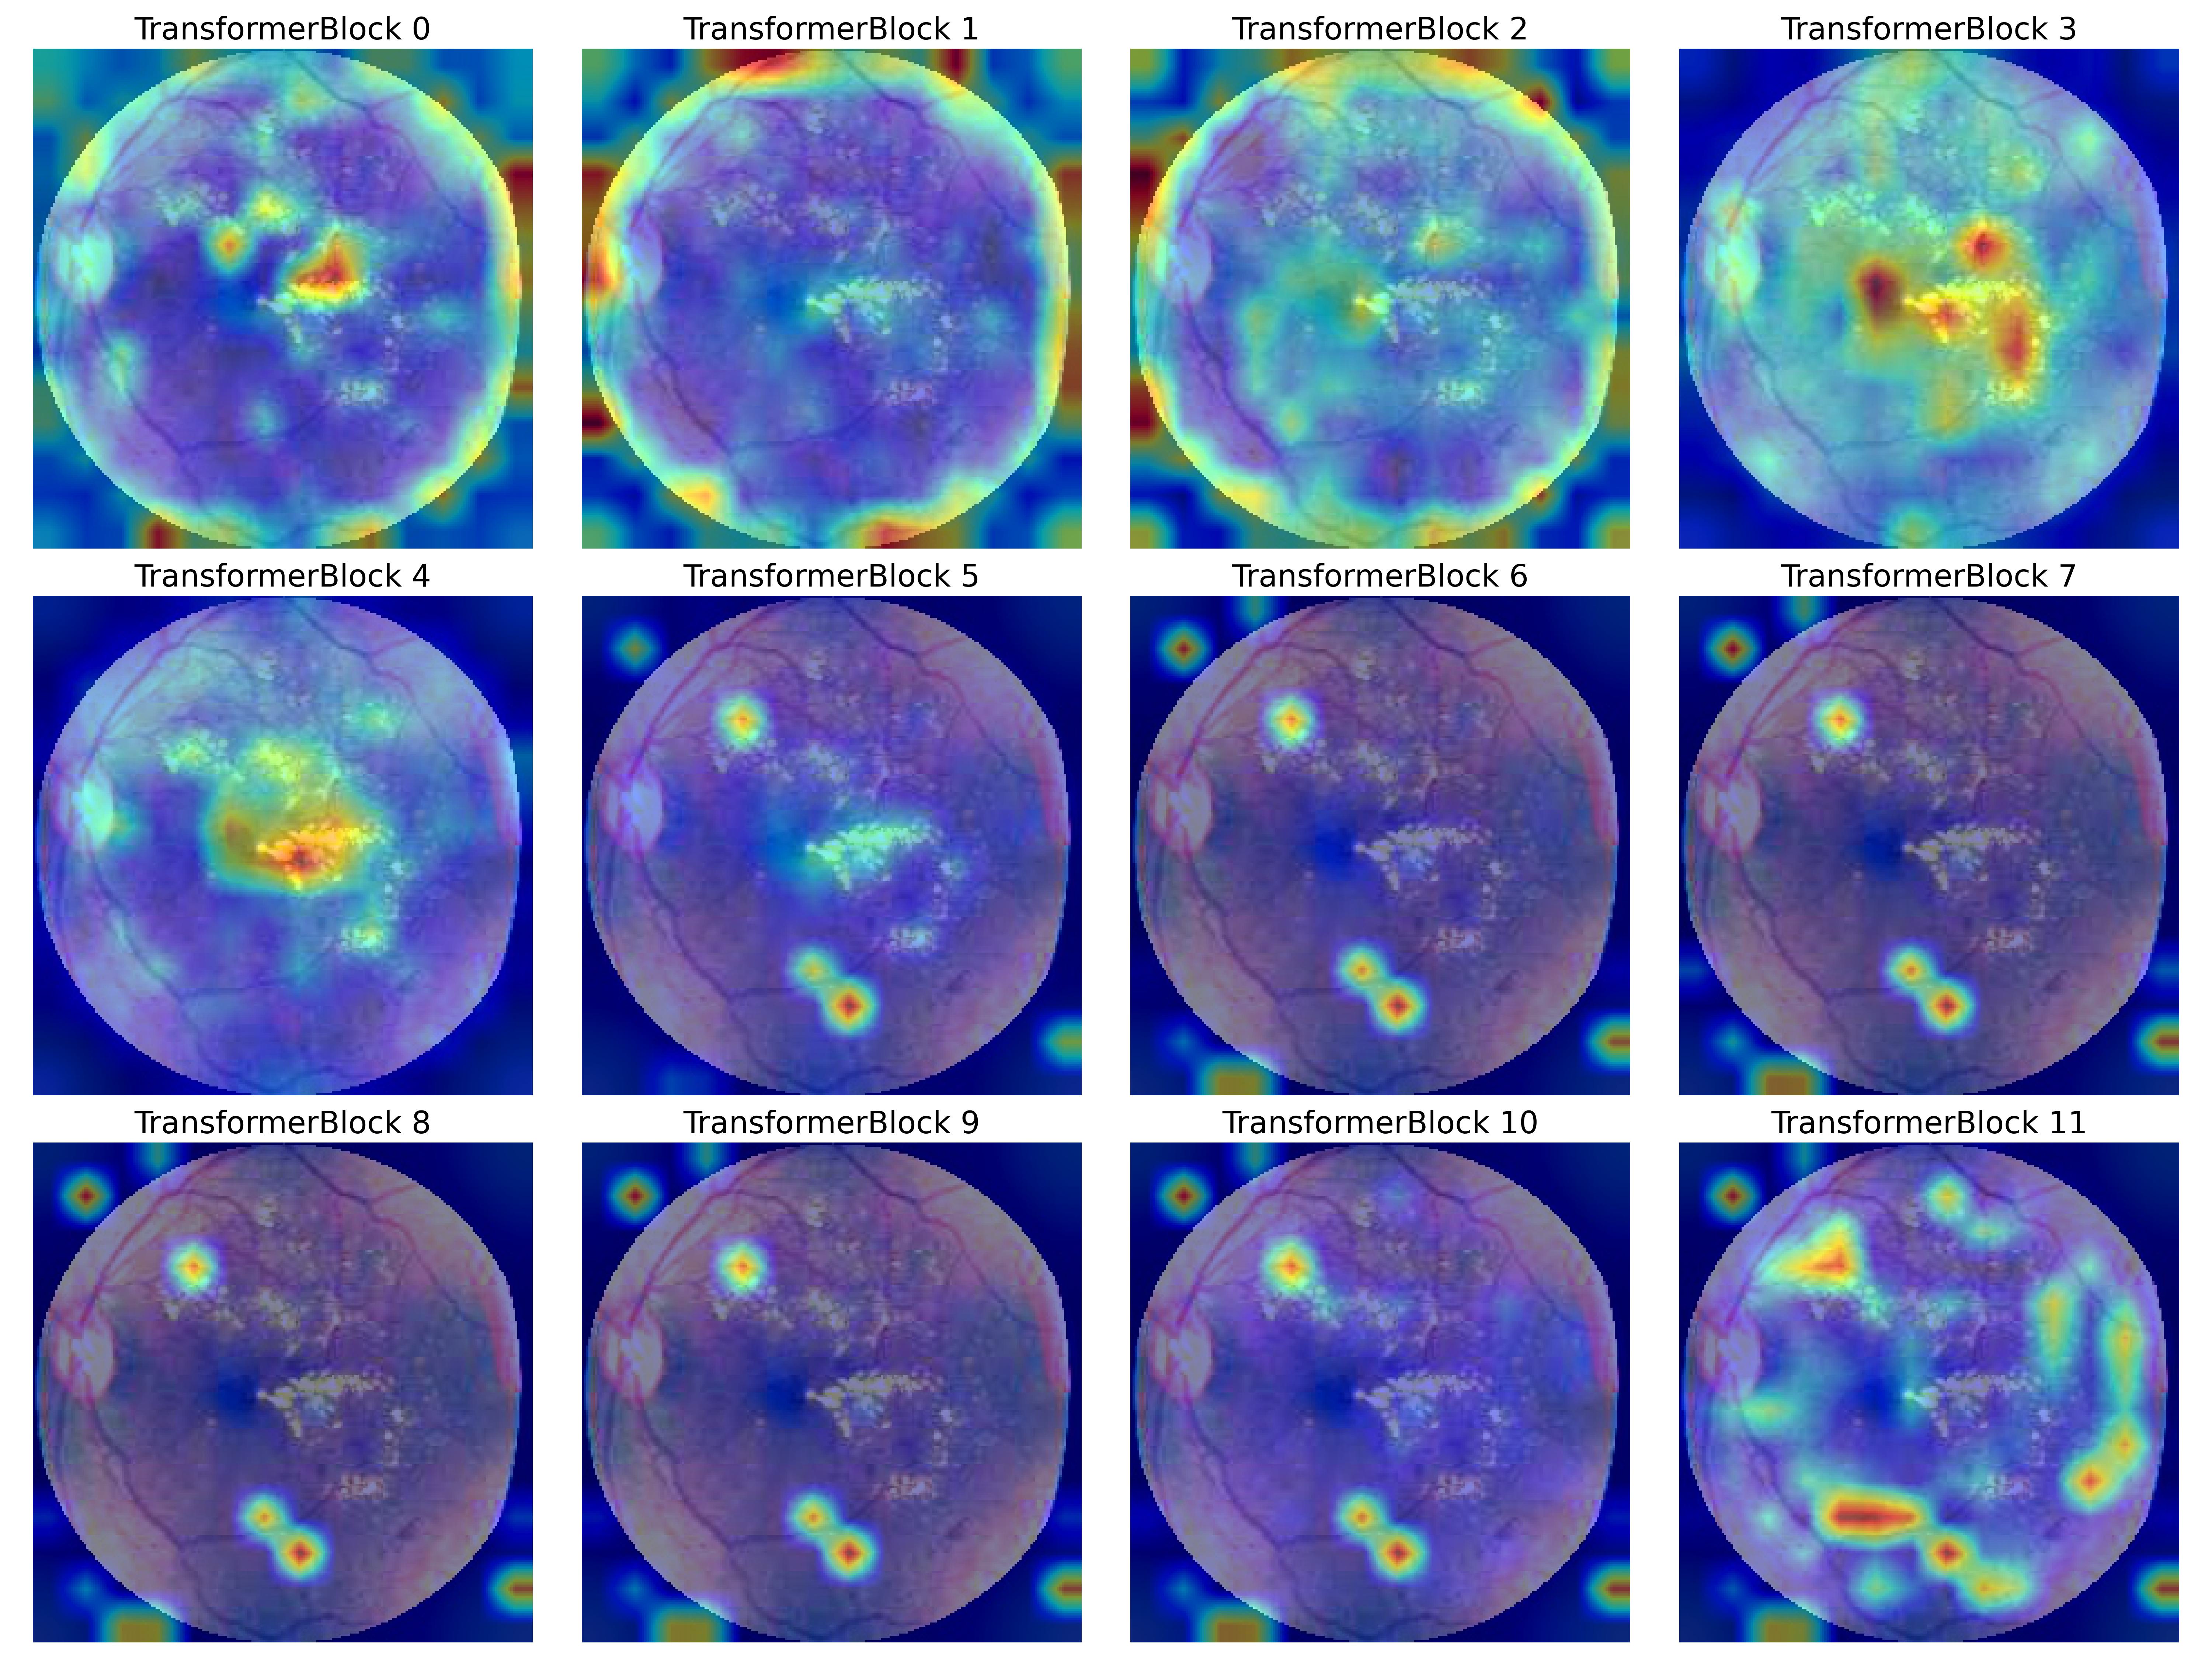 TransformerBlock 0
TransformerBlock 1
TransformerBlock 2
TransformerBlock 3
TransformerBlock 4
TransformerBlock 5
TransformerBlock 6
TransformerBlock 7
TransformerBlock 8
TransformerBlock 9
TransformerBlock 10
TransformerBlock 11